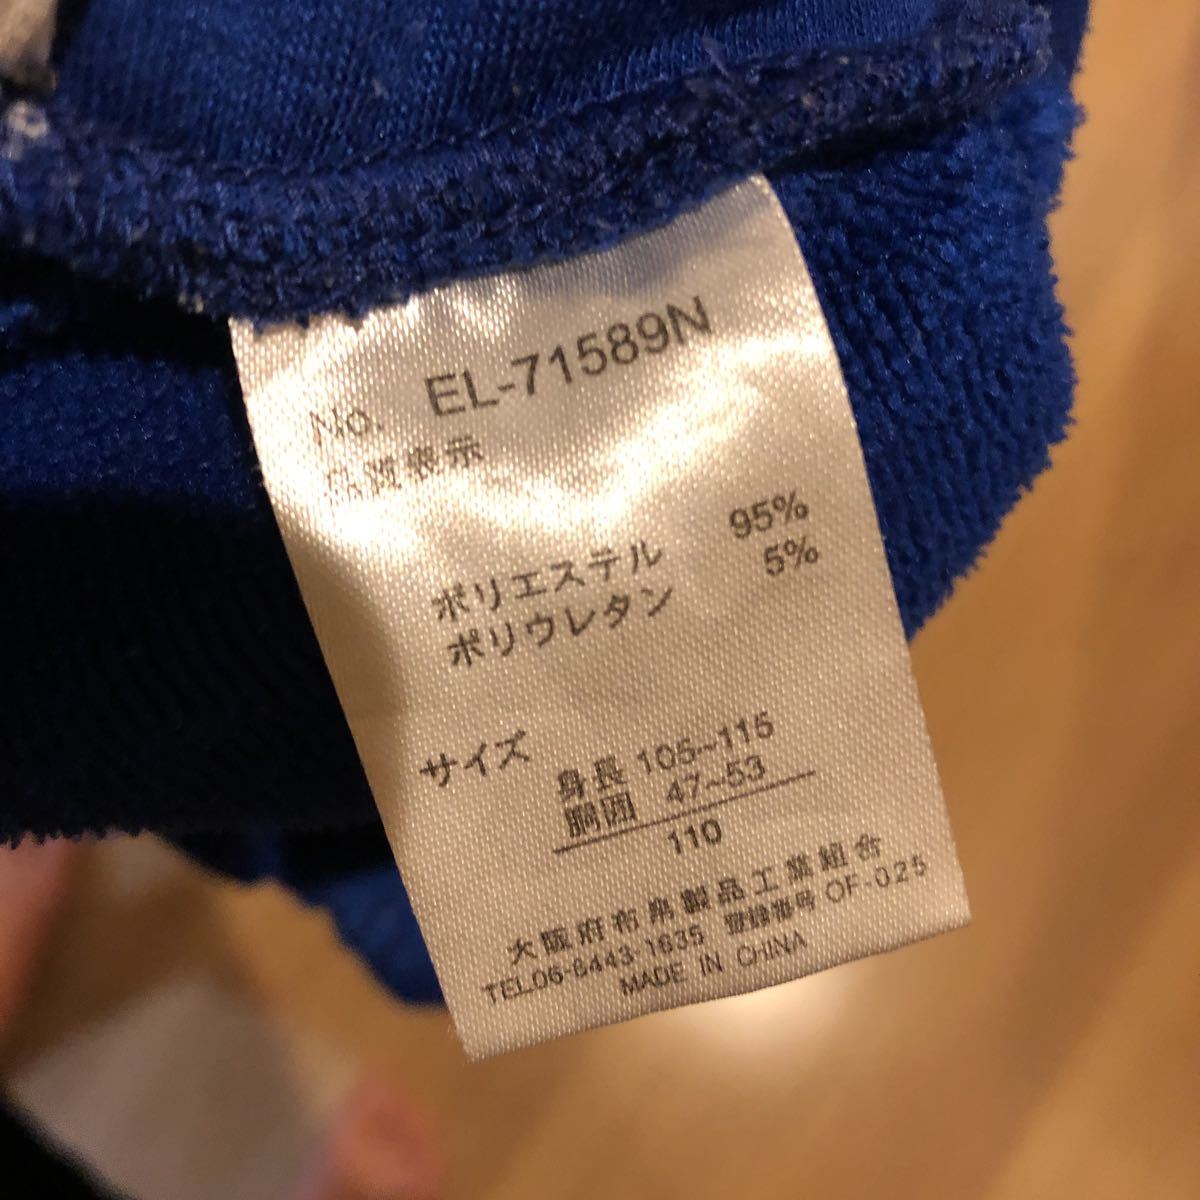 No. EL-71589N
品質表示
ポリエステル 95%
ポリウレタン 5%
サイズ 身長 105~115
胴囲 47~53
110
大阪府布帛製品工業組合
TEL06-6443-1635 登録番号OF-025
MADE IN CHINA